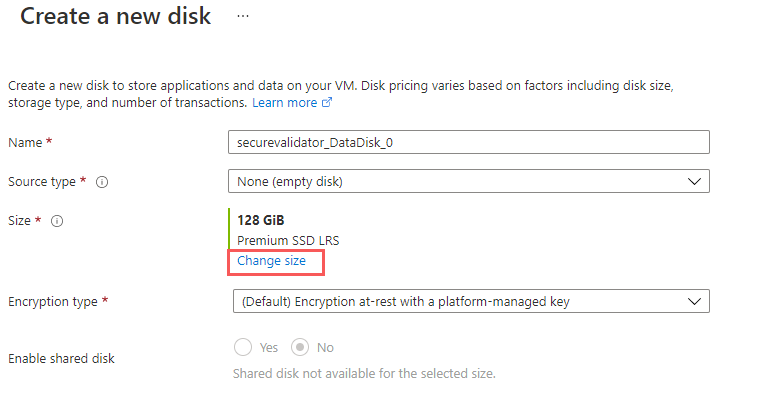 Create a new disk ...
Create a new disk to store applications and data on your VM. Disk pricing varies based on factors including disk size,
storage type, and number of transactions. Learn more
Name *
securevalidator_DataDisk_0
Source type *
None (empty disk)
Size *
128 GiB
Premium SSD LRS
Change size
Encryption type *
(Default) Encryption at-rest with a platform-managed key
Enable shared disk
Yes No
Shared disk not available for the selected size.